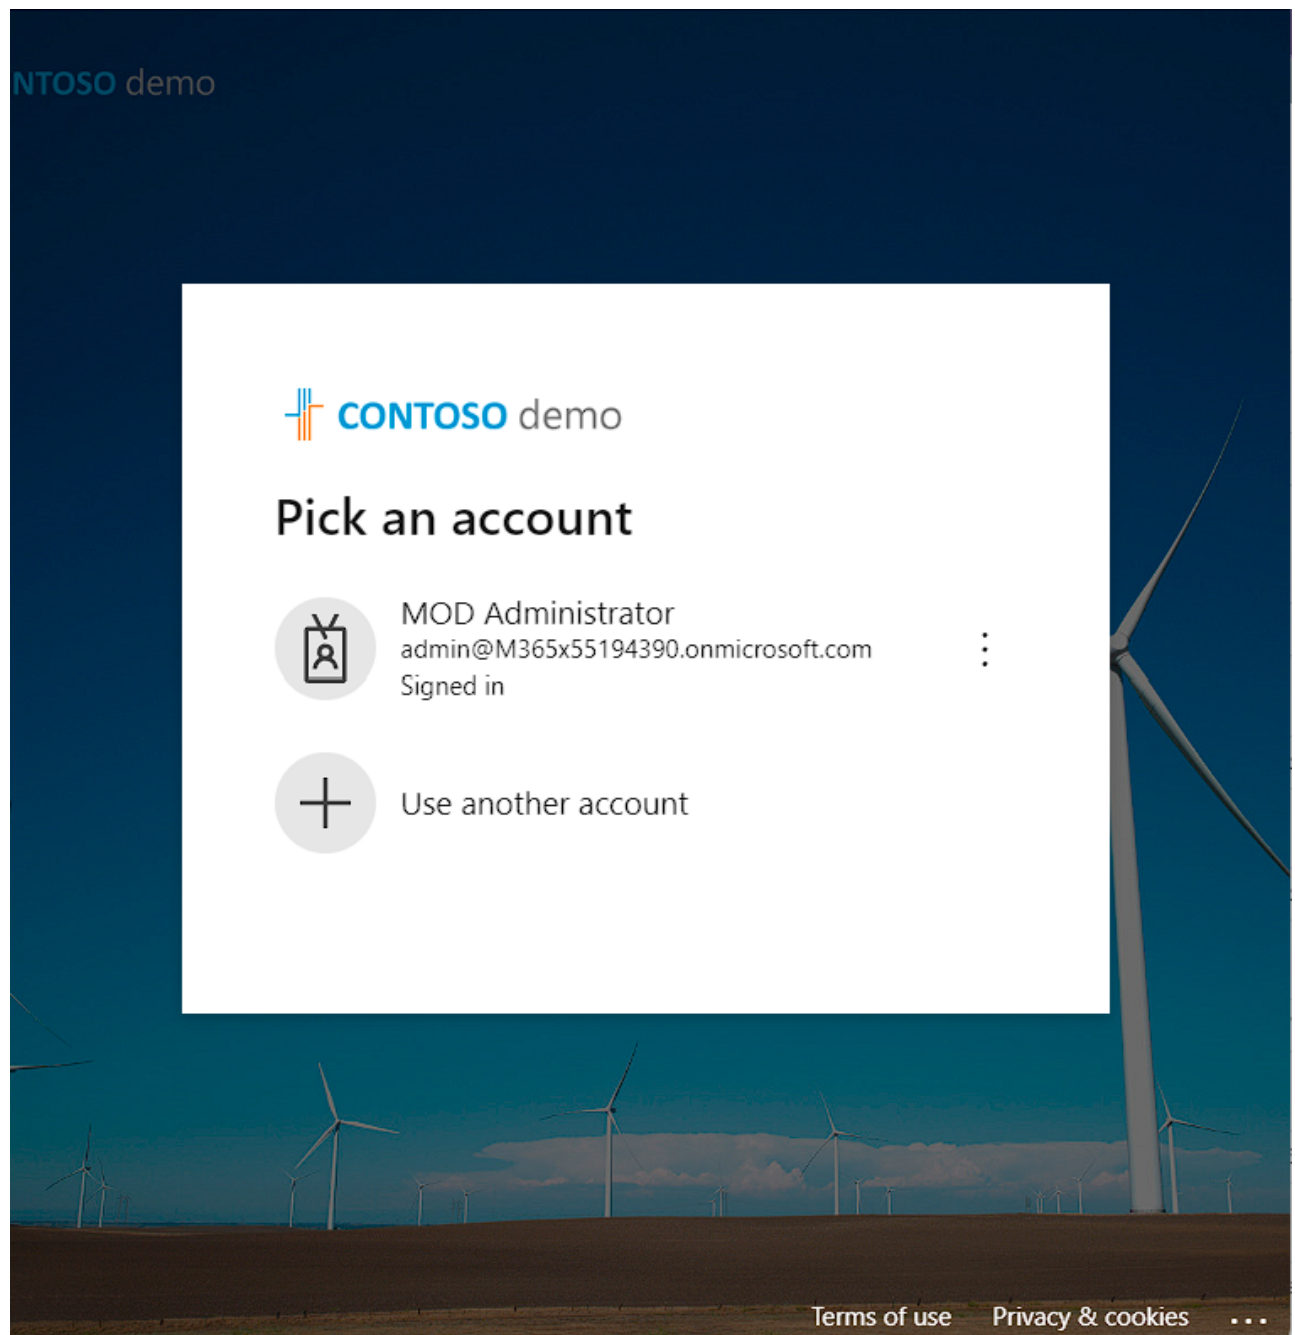 NTOSO demo
CONTOSO demo
Pick an account
MOD Administrator
admin@M365x55194390.onmicrosoft.com
Signed in
Use another account
Terms of use Privacy & cookies ...